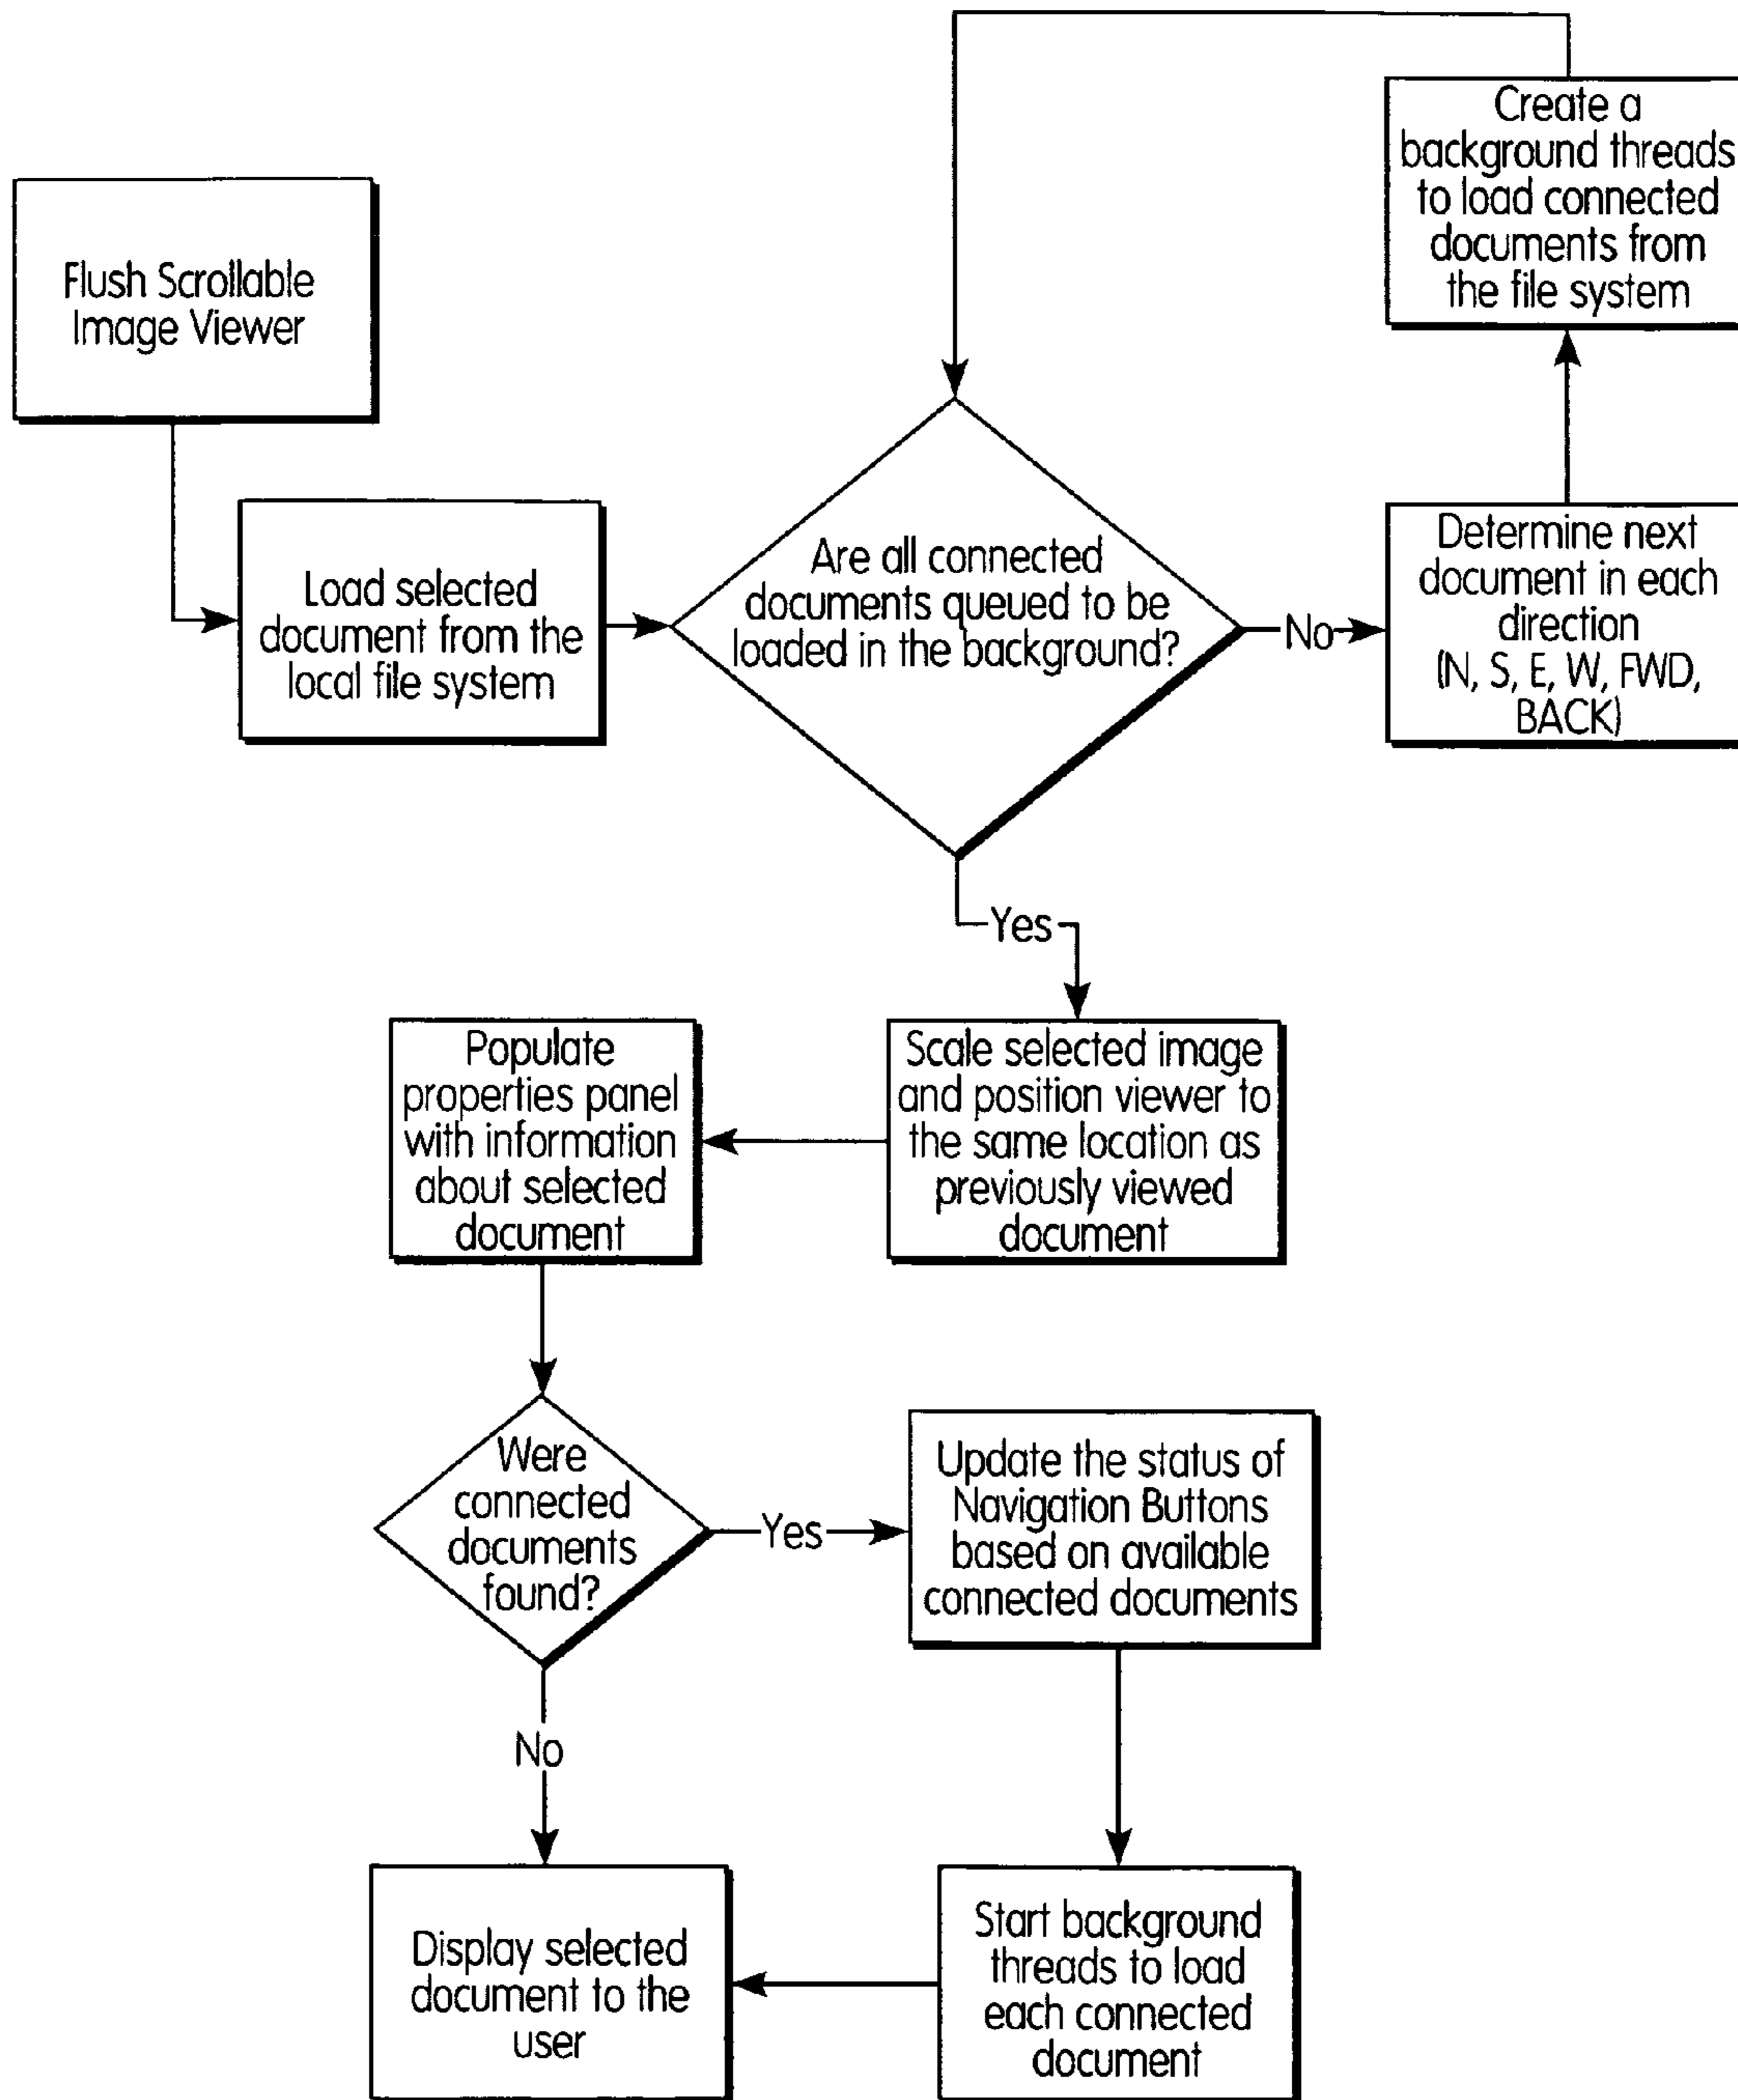 Flush Scrollable
Image Viewer
Load selected
document from the
local file system
Are all connected
documents queued to be
loaded in the background?
No
Determine next
document in each
direction
(N, S, E, W, FWD,
BACK)
Create a
background threads
to load connected
documents from
the file system
Yes
Scale selected image
and position viewer to
the same location as
previously viewed
document
Populate
properties panel
with information
about selected
document
Were
connected
documents
found?
Yes
Update the status of
Navigation Buttons
based on available
connected documents
No
Start background
threads to load
each connected
document
Display selected
document to the
user